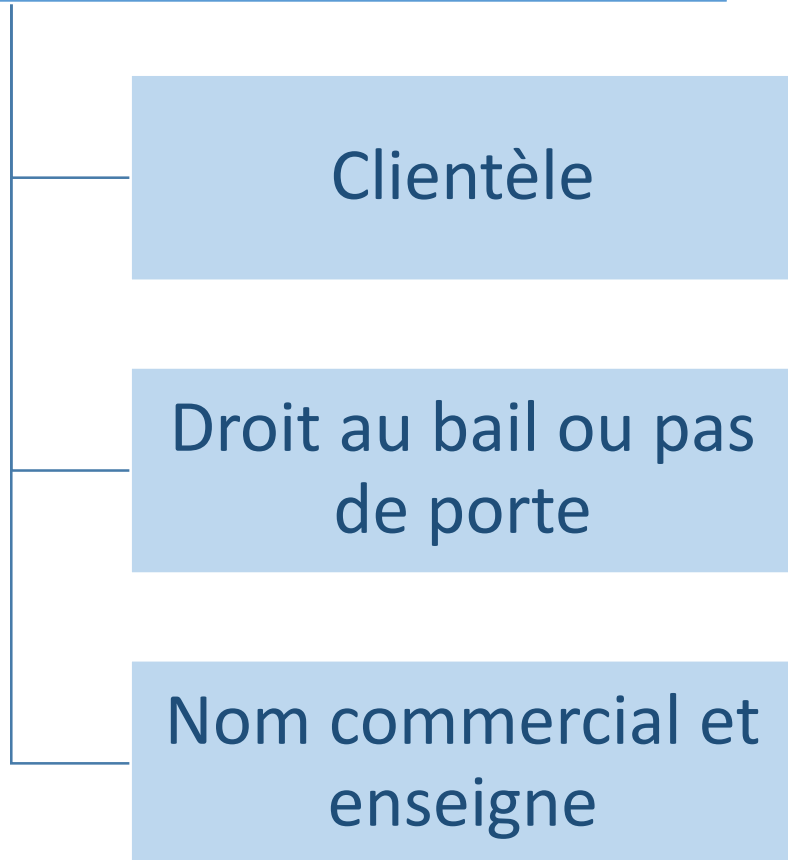 Clientèle
Droit au bail ou pas
de porte
Nom commercial et
enseigne